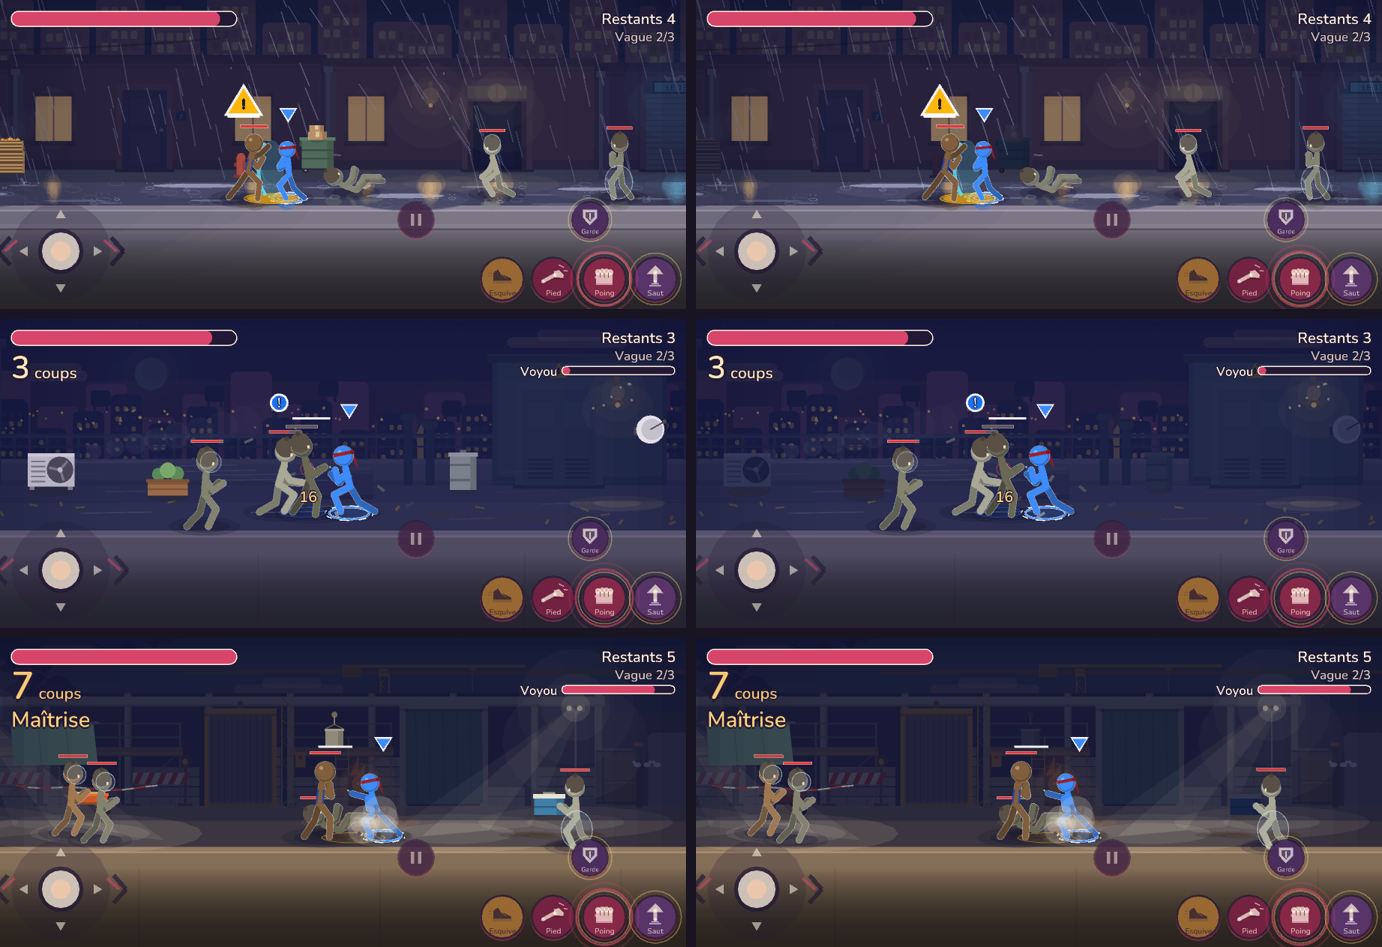 Restants 4
Vague 2/3
Garde
Esquive
Pied
Poing
Saut
Restants 4
Vague 2/3
Garde
Esquive
Pied
Poing
Saut
3 coups
Restants 3
Vague 2/3
Voyou
16
Garde
Esquive
Pied
Poing
Saut
3 coups
Restants 3
Vague 2/3
Voyou
16
Garde
Esquive
Pied
Poing
Saut
7 coups
Maîtrise
Restants 5
Vague 2/3
Voyou
Garde
Esquive
Pied
Poing
Saut
7 coups
Maîtrise
Restants 5
Vague 2/3
Voyou
Garde
Esquive
Pied
Poing
Saut